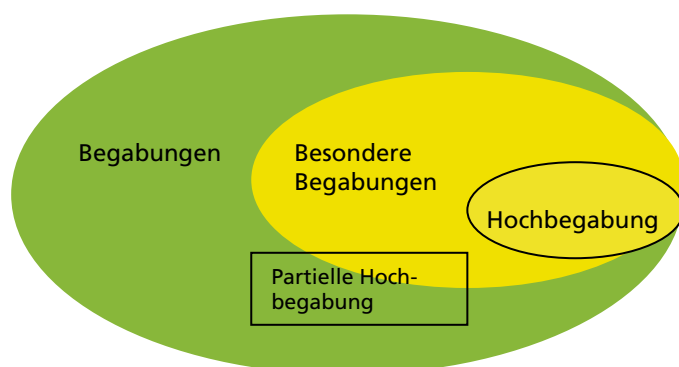 Begabungen
Besondere
Begabungen
Hochbegabung
Partielle Hoch-
begabung